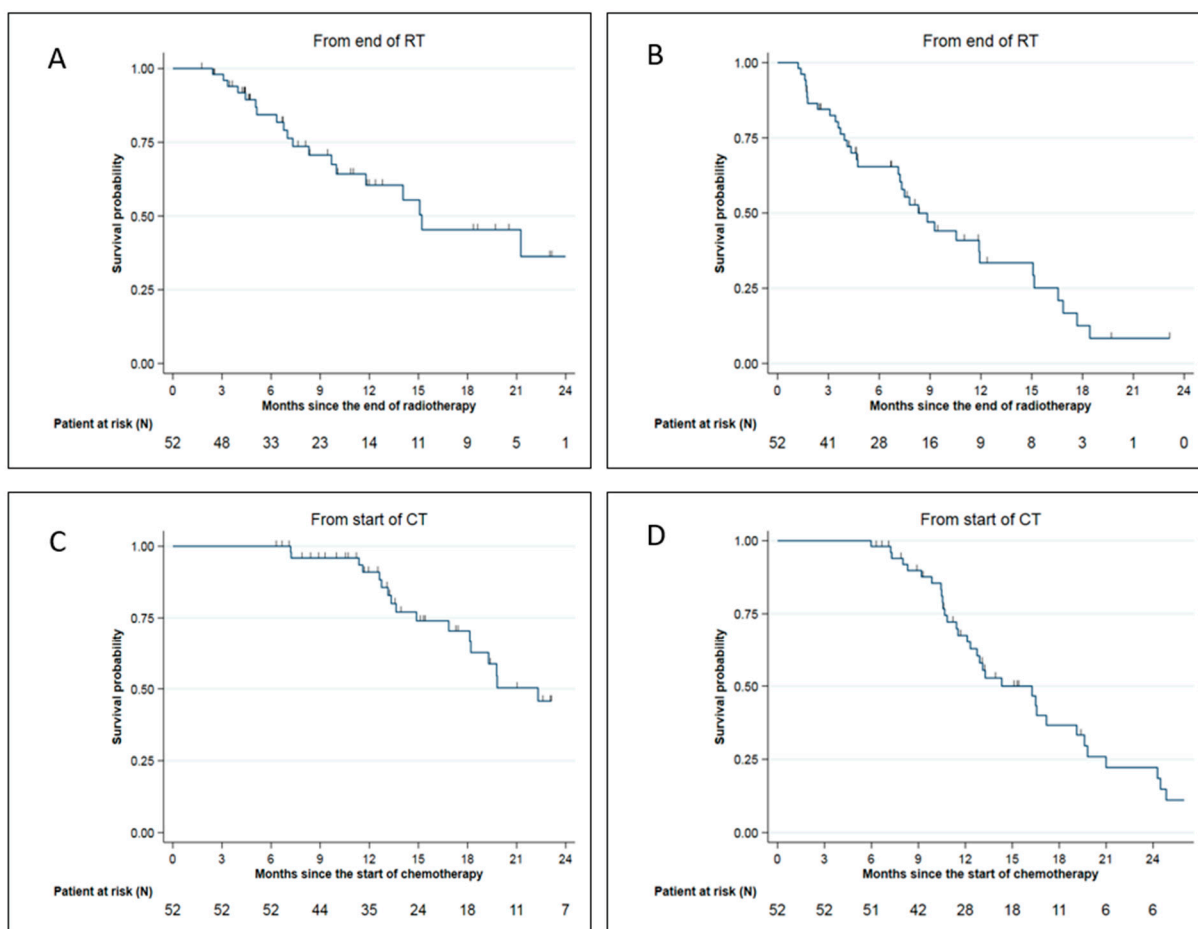 A
From end of RT
Survival probability
1.00
0.75
0.50
0.25
0.00
0 3 6 9 12 15 18 21 24
Months since the end of radiotherapy
Patient at risk (N)
52 48 33 23 14 11 9 5 1
B
From end of RT
Survival probability
1.00
0.75
0.50
0.25
0.00
0 3 6 9 12 15 18 21 24
Months since the end of radiotherapy
Patient at risk (N)
52 41 28 16 9 8 3 1 0
C
From start of CT
Survival probability
1.00
0.75
0.50
0.25
0.00
0 3 6 9 12 15 18 21 24
Months since the start of chemotherapy
Patient at risk (N)
52 52 52 44 35 24 18 11 7
D
From start of CT
Survival probability
1.00
0.75
0.50
0.25
0.00
0 3 6 9 12 15 18 21 24
Months since the start of chemotherapy
Patient at risk (N)
52 52 51 42 28 18 11 6 6